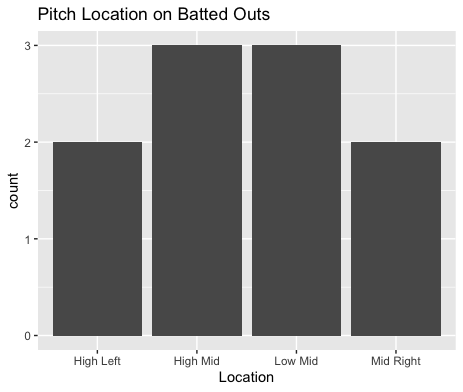 Pitch Location on Batted Outs
3
2
1
0
count
High Left
High Mid
Low Mid
Mid Right
Location